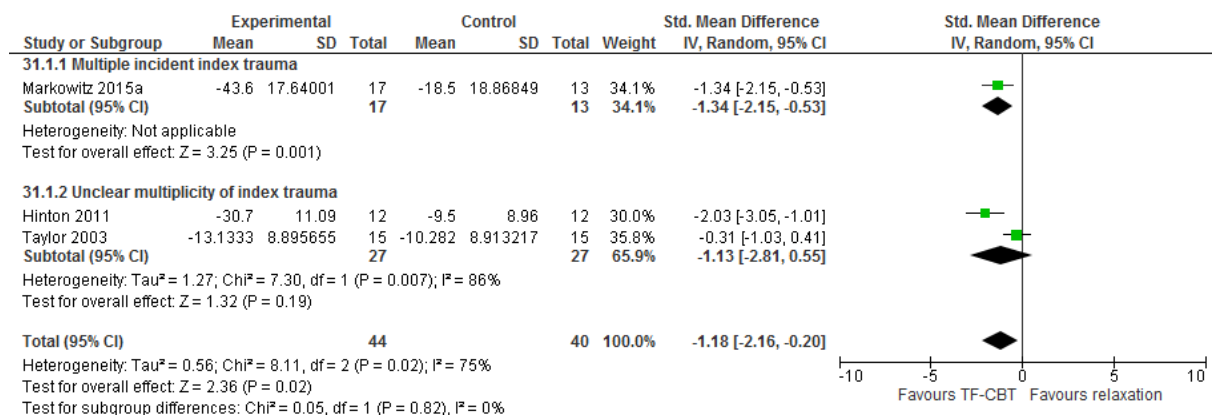 Experimental Control Std. Mean Difference Std. Mean Difference
Study or Subgroup Mean SD Total Mean SD Total Weight IV, Random, 95% CI IV, Random, 95% CI
31.1.1 Multiple incident index trauma
Markowitz 2015a -43.6 17.64001 17 -18.5 18.86849 13 34.1% -1.34 [-2.15, -0.53]
Subtotal (95% CI) 17 13 34.1% -1.34 [-2.15, -0.53]
Heterogeneity: Not applicable
Test for overall effect: Z = 3.25 (P = 0.001)
31.1.2 Unclear multiplicity of index trauma
Hinton 2011 -30.7 11.09 12 -9.5 8.96 12 30.0% -2.03 [-3.05, -1.01]
Taylor 2003 -13.1333 8.895655 15 -10.282 8.913217 15 35.8% -0.31 [-1.03, 0.41]
Subtotal (95% CI) 27 27 65.9% -1.13 [-2.81, 0.55]
Heterogeneity: Tau² = 1.27; Chi² = 7.30, df = 1 (P = 0.007); I² = 86%
Test for overall effect: Z = 1.32 (P = 0.19)
Total (95% CI) 44 40 100.0% -1.18 [-2.16, -0.20]
Heterogeneity: Tau² = 0.56; Chi² = 8.11, df = 2 (P = 0.02); I² = 75%
Test for overall effect: Z = 2.36 (P = 0.02)
Test for subgroup differences: Chi² = 0.05, df = 1 (P = 0.82), I² = 0%
-10 -5 0 5 10
Favours TF-CBT Favours relaxation